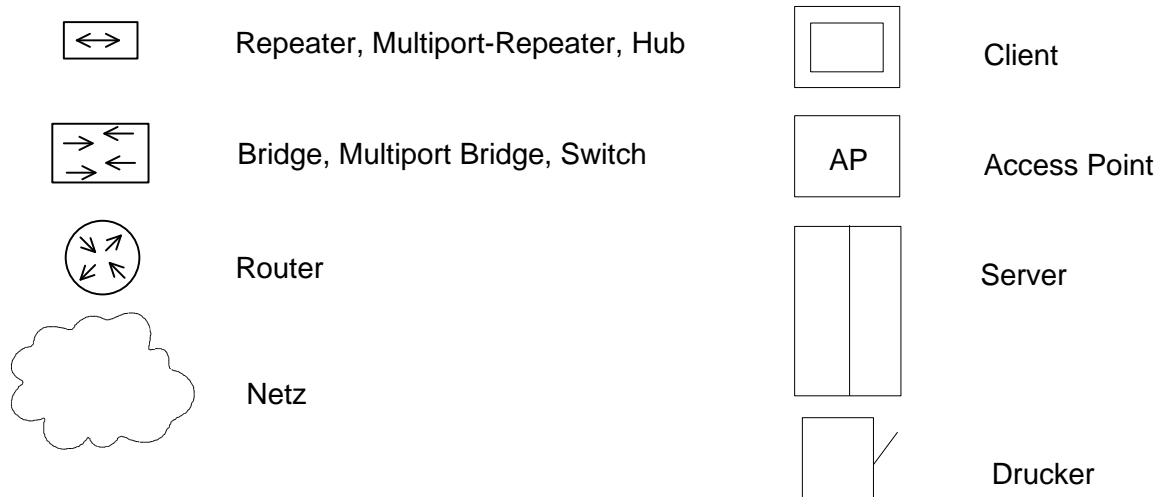 Repeater, Multiport-Repeater, Hub
Bridge, Multiport Bridge, Switch
Router
Netz
Client
AP
Access Point
Server
Drucker